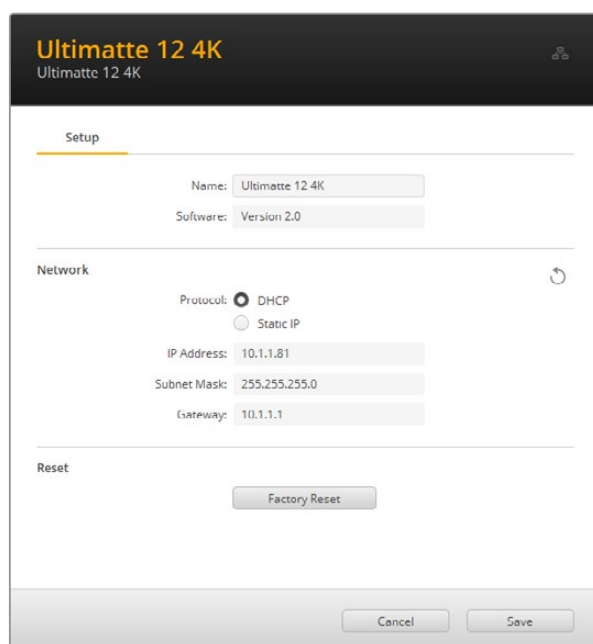 Ultimatte 12 4K
Ultimatte 12 4K
Setup
Name: Ultimatte 12 4K
Software: Version 2.0
Network
Protocol: DHCP
Static IP
IP Address: 10.1.1.81
Subnet Mask: 255.255.255.0
Gateway: 10.1.1.1
Reset
Factory Reset
Cancel Save